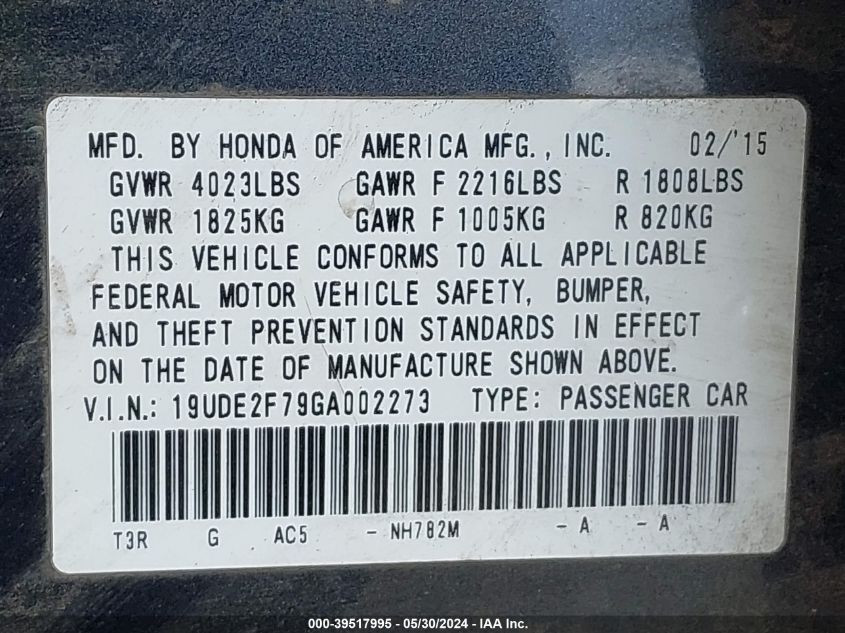 MFD. BY HONDA OF AMERICA MFG., INC. 02/'15
GVWR 4023LBS GAWR F 2216LBS R 1808LBS
GVWR 1825KG GAWR F 1005KG R 820KG
THIS VEHICLE CONFORMS TO ALL APPLICABLE
FEDERAL MOTOR VEHICLE SAFETY, BUMPER,
AND THEFT PREVENTION STANDARDS IN EFFECT
ON THE DATE OF MANUFACTURE SHOWN ABOVE.
V.I.N.: 19UDE2F79GA002273 TYPE: PASSENGER CAR
T3R G AC5 - NH782M - A - A
000-39517995 - 05/30/2024 - IAA Inc.